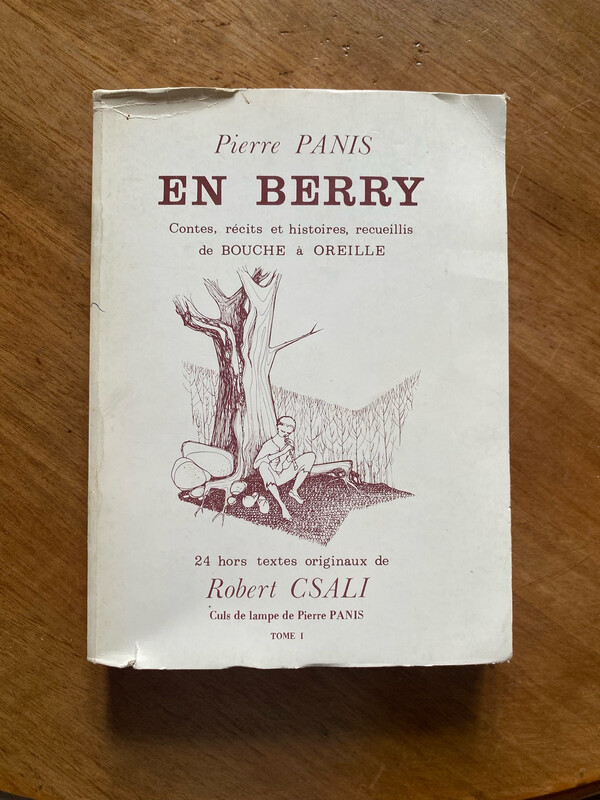 Pierre PANIS
EN BERRY
Contes, récits et histoires, recueillis
de BOUCHE à OREILLE
24 hors textes originaux de
Robert CSALI
Culs de lampe de Pierre PANIS
TOME I